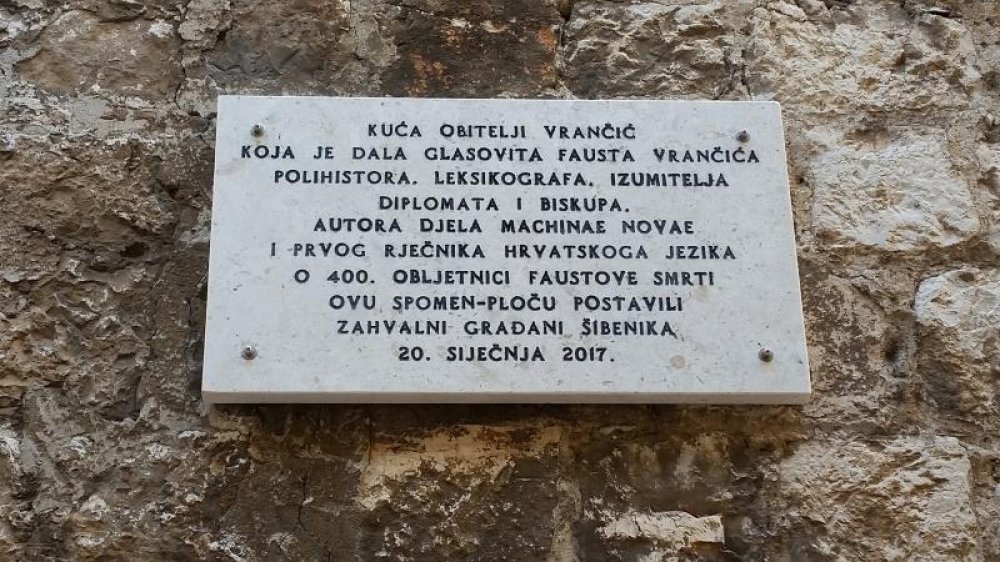 KUĆA OBITELJI VRANČIĆ
KOJA JE DALA GLASOVITA FAUSTA VRANČIĆA
POLIHISTORA, LEKSIKOGRAFA, IZUMITELJA
DIPLOMATA I BISKUPA,
AUTORA DJELA MACHINAE NOVAE
I PRVOG RJEČNIKA HRVATSKOGA JEZIKA
O 400. OBLJETNICI FAUSTOVE SMRTI
OVU SPOMEN-PLOČU POSTAVILI
ZAHVALNI GRAĐANI ŠIBENIKA
20. SIJEČNJA 2017.